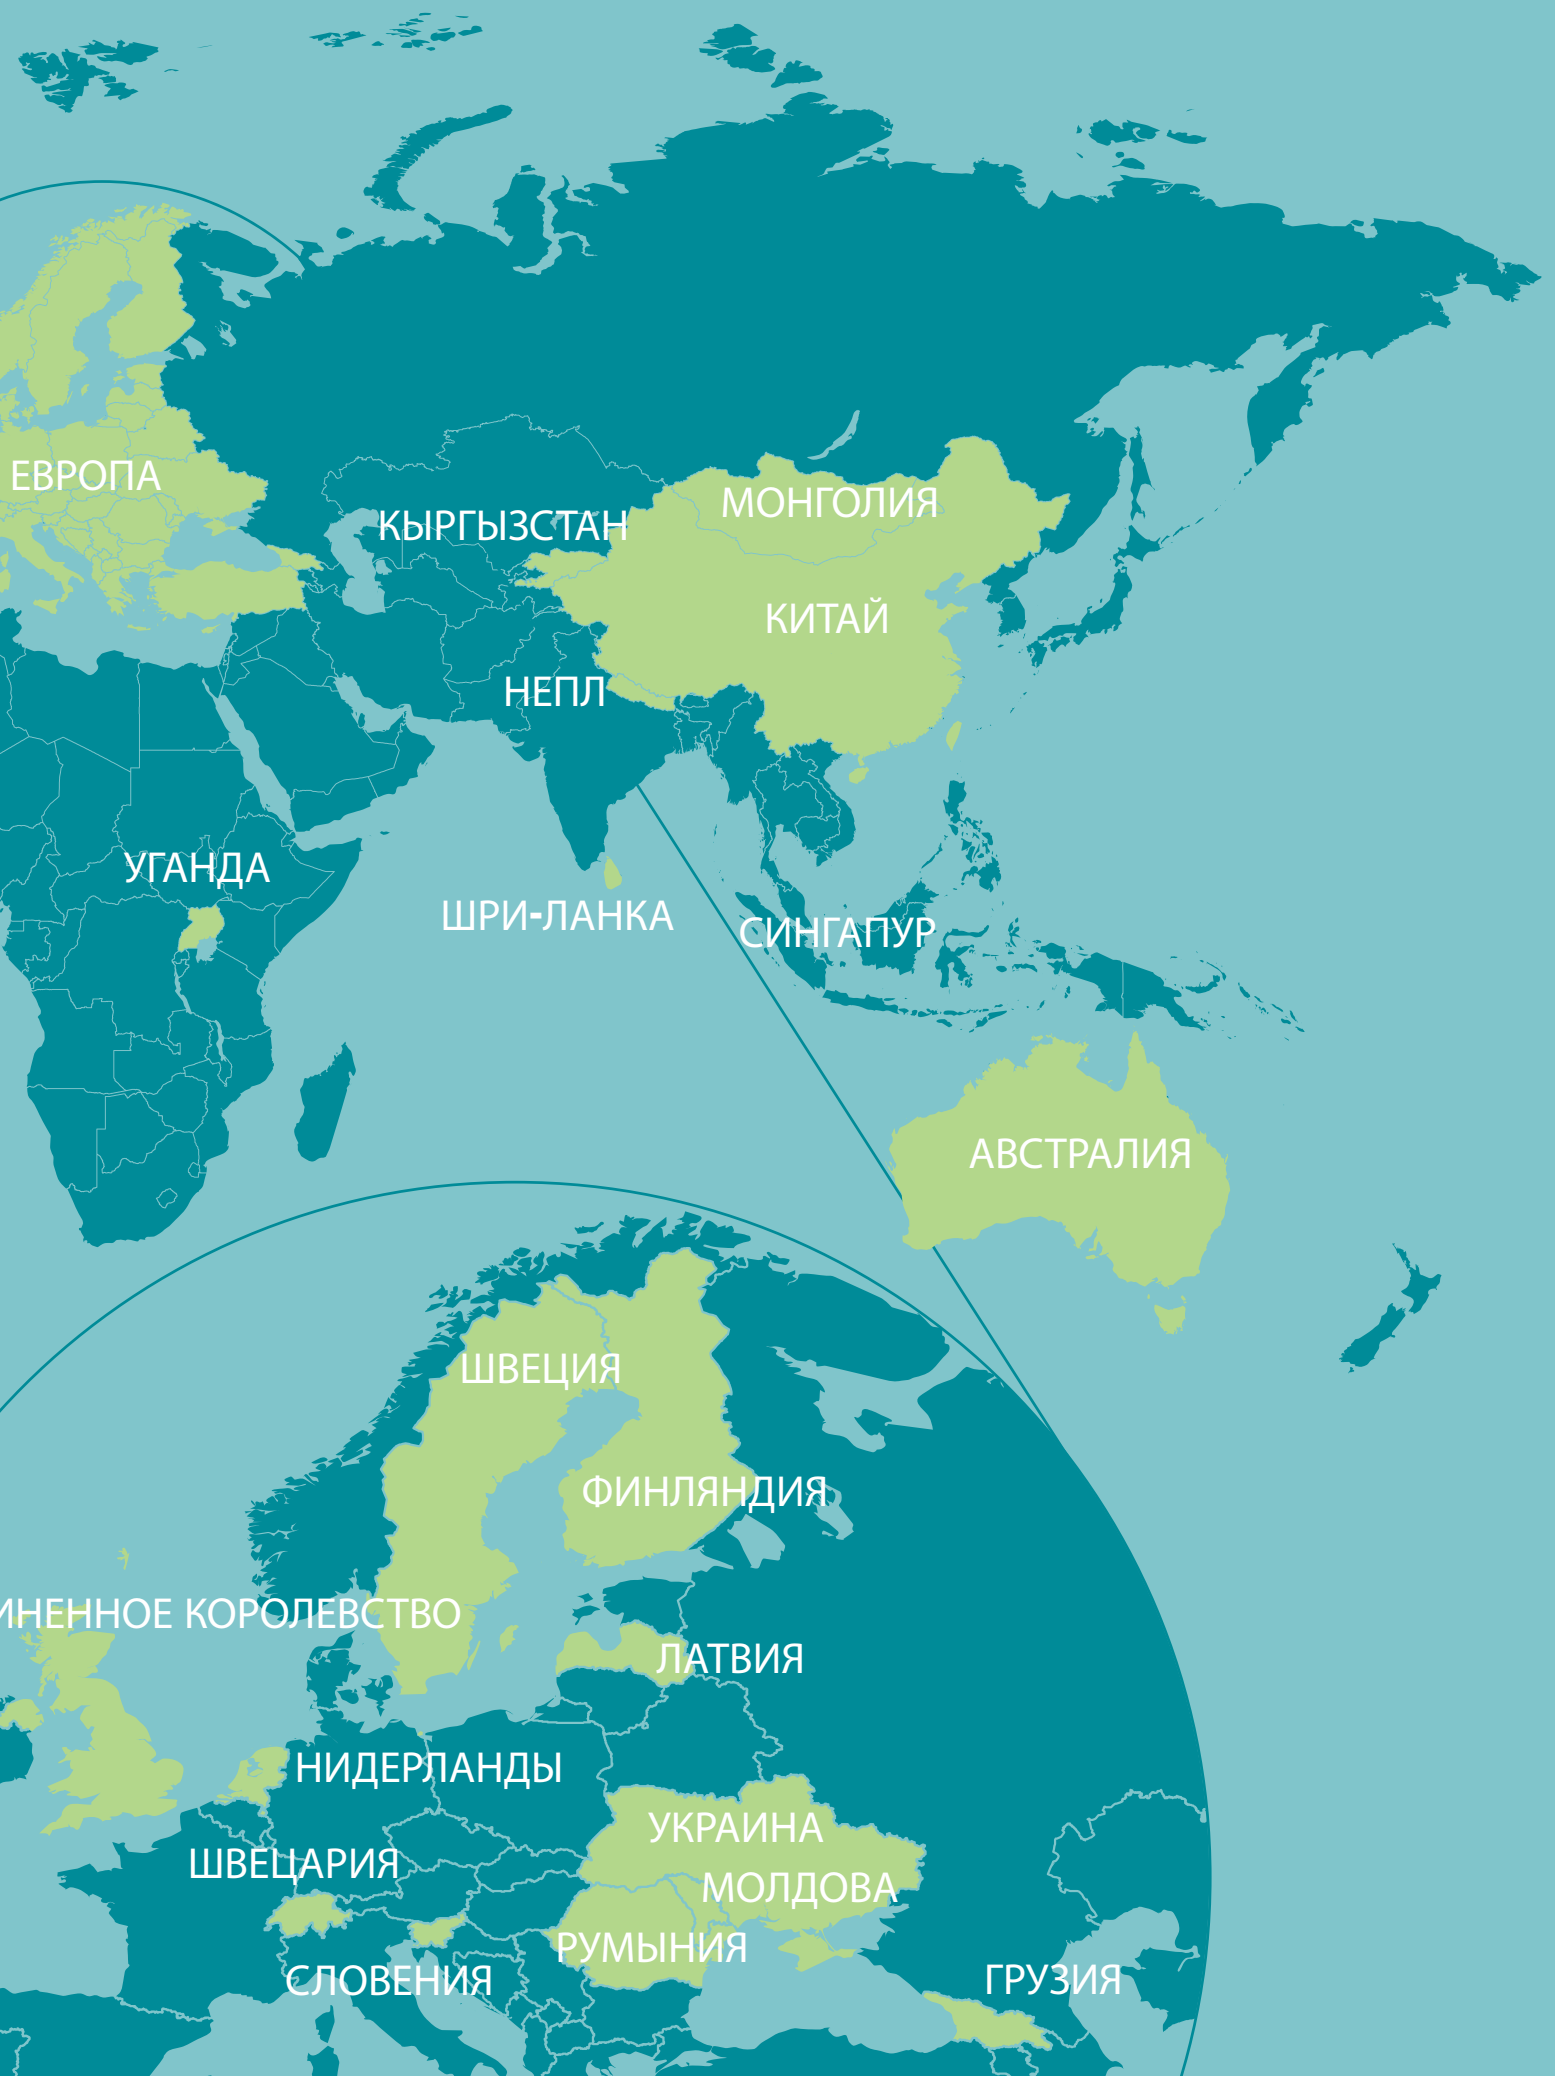 ЕВРОПА
МОНГОЛИЯ
КЫРГЫЗСТАН
КИТАЙ
НЕПЛ
УГАНДА
ШРИ-ЛАНКА
СИНГАПУР
АВСТРАЛИЯ
ШВЕЦИЯ
ФИНЛЯНДИЯ
ИНЕННОЕ КОРОЛЕВСТВО
ЛАТВИЯ
НИДЕРЛАНДЫ
УКРАИНА
ШВЕЦАРИЯ
МОЛДОВА
РУМЫНИЯ
СЛОВЕНИЯ
ГРУЗИЯ